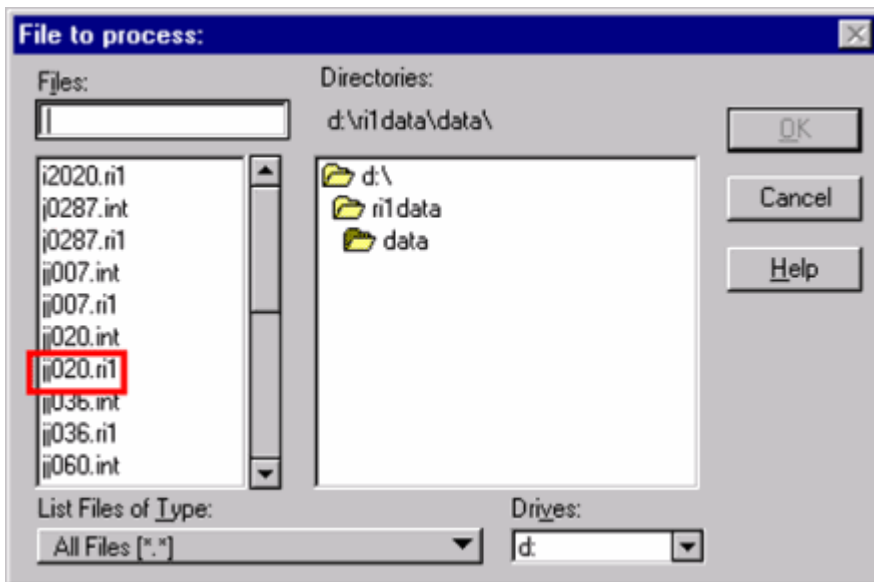 File to process:
Files:
Directories:
d:\ri1data\data\
OK
i2020.ri1
j0287.int
j0287.ri1
jj007.int
jj007.ri1
jj020.int
jj020.ri1
jj036.int
jj036.ri1
jj060.int
d:\
ri1data
data
Cancel
Help
List Files of Type:
All Files [*.*]
Drives:
d: